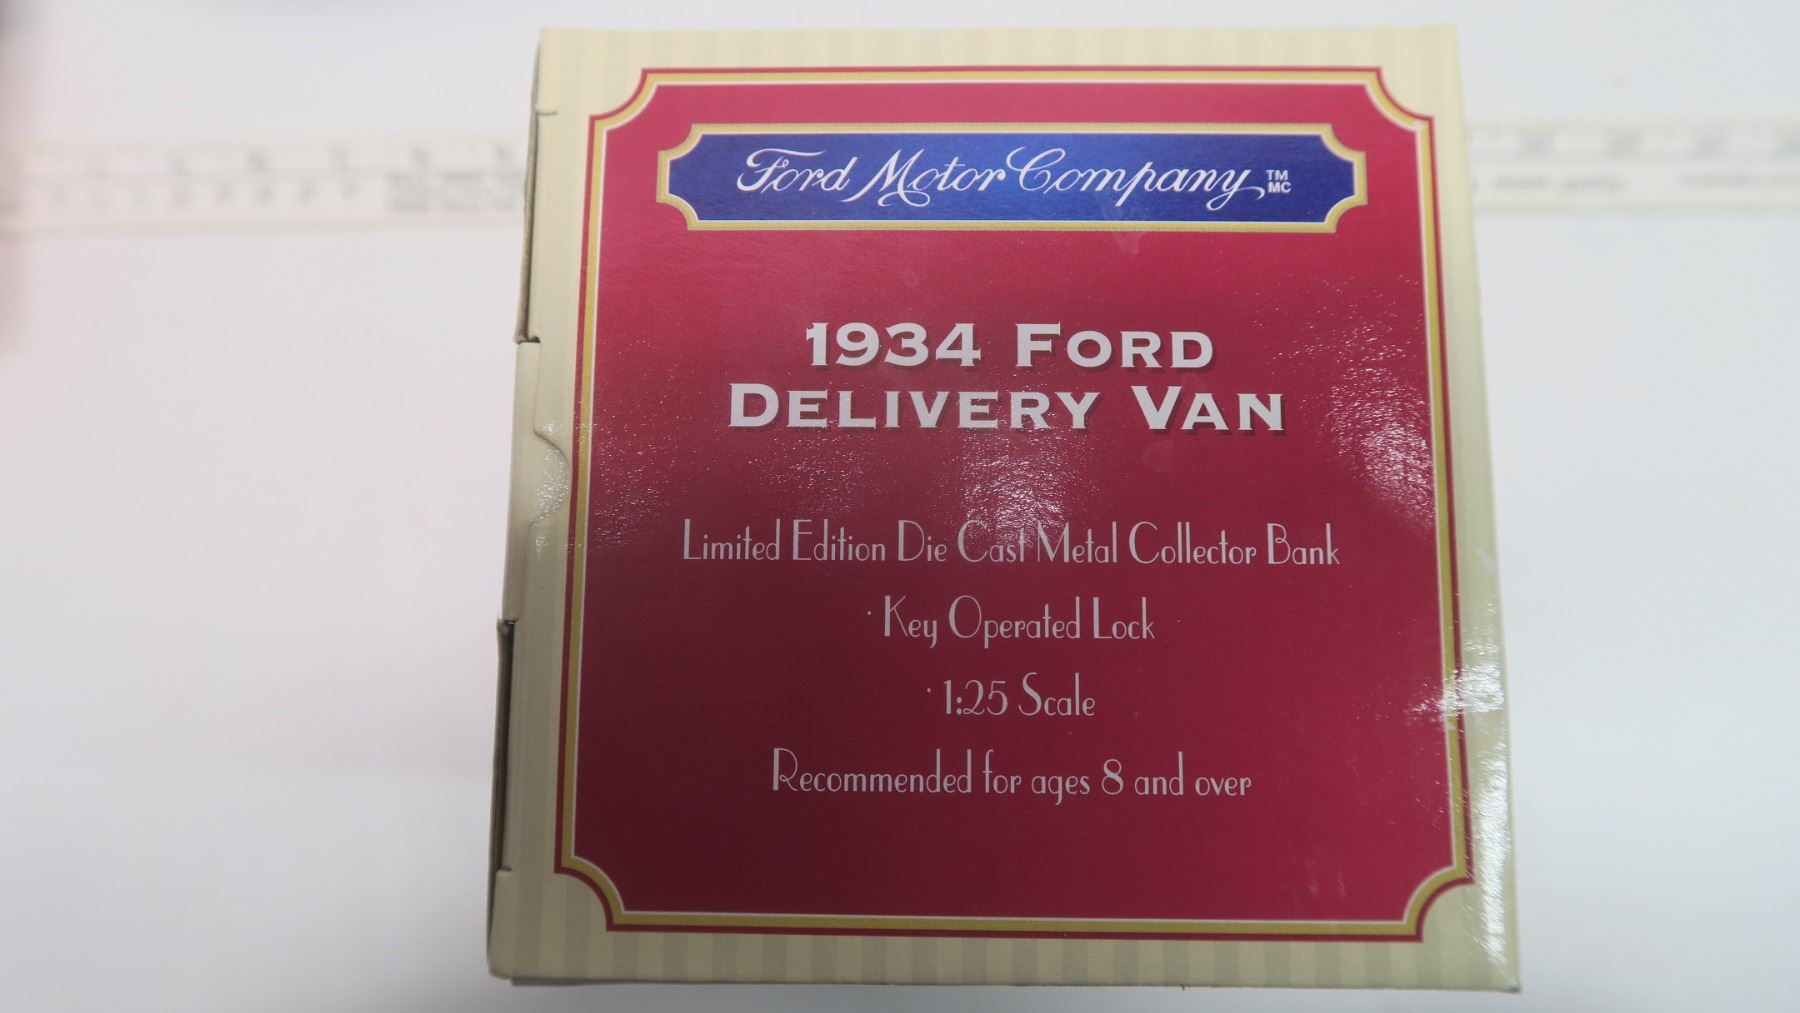 Ford Motor Company TM MC
1934 FORD
DELIVERY VAN
Limited Edition Die Cast Metal Collector Bank
· Key Operated Lock
· 1:25 Scale
Recommended for ages 8 and over